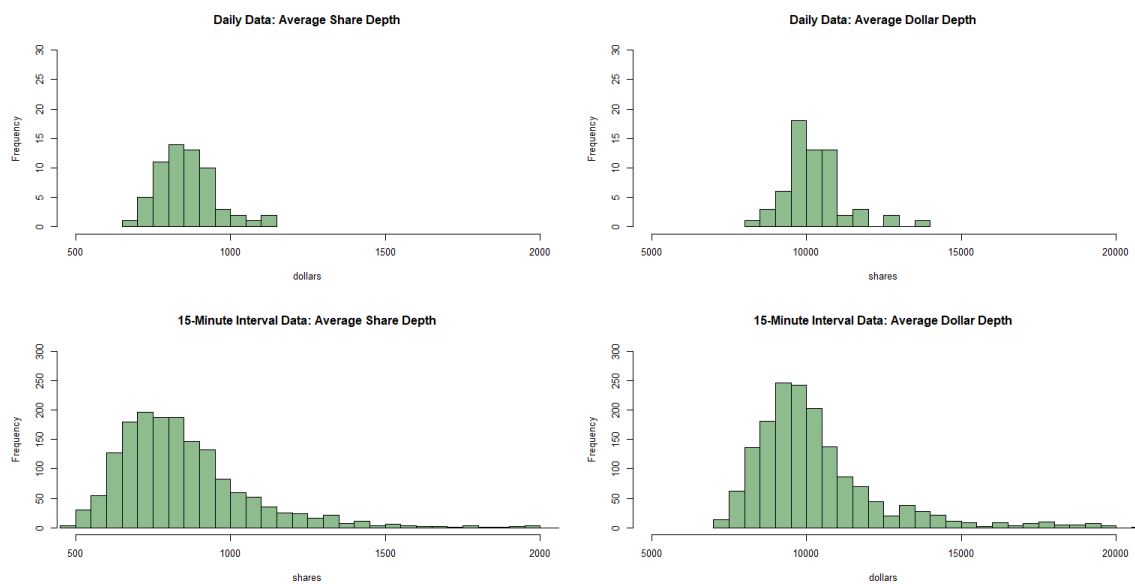 Daily Data: Average Share Depth
Frequency
0 5 10 15 20 25 30
500 1000 1500 2000
dollars
Daily Data: Average Dollar Depth
Frequency
0 5 10 15 20 25 30
5000 10000 15000 20000
shares
15-Minute Interval Data: Average Share Depth
Frequency
0 50 100 150 200 250 300
500 1000 1500 2000
shares
15-Minute Interval Data: Average Dollar Depth
Frequency
0 50 100 150 200 250 300
5000 10000 15000 20000
dollars